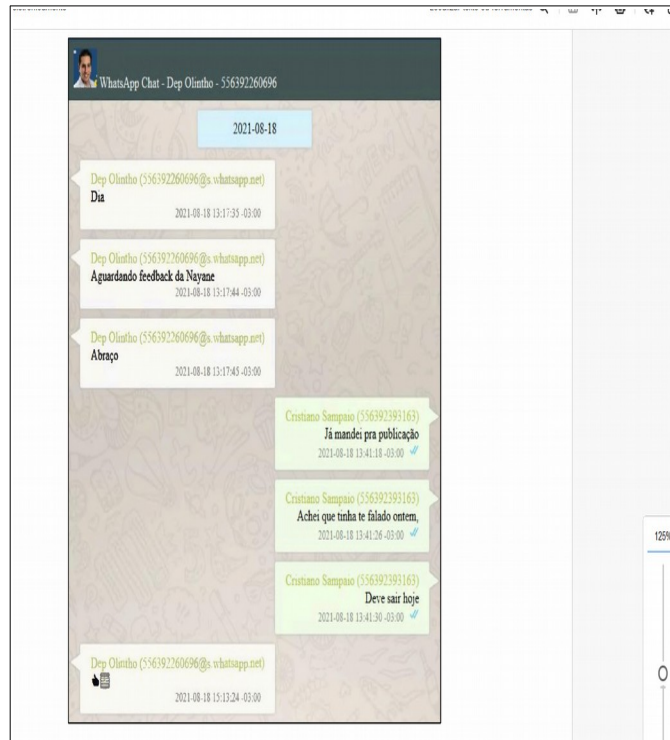 WhatsApp Chat - Dep Olintho - 556392260696
2021-08-18
Dep Olintho (556392260696@s.whatsapp.net)
Dia
2021-08-18 13:17:35 -03:00
Dep Olintho (556392260696@s.whatsapp.net)
Aguardando feedback da Nayane
2021-08-18 13:17:44 -03:00
Dep Olintho (556392260696@s.whatsapp.net)
Abraço
2021-08-18 13:17:45 -03:00
Cristiano Sampaio (556392393163)
Já mandei pra publicação
2021-08-18 13:41:18 -03:00
Cristiano Sampaio (556392393163)
Achei que tinha te falado ontem,
2021-08-18 13:41:26 -03:00
Cristiano Sampaio (556392393163)
Deve sair hoje
2021-08-18 13:41:30 -03:00
Dep Olintho (556392260696@s.whatsapp.net)
2021-08-18 15:13:24 -03:00
125%